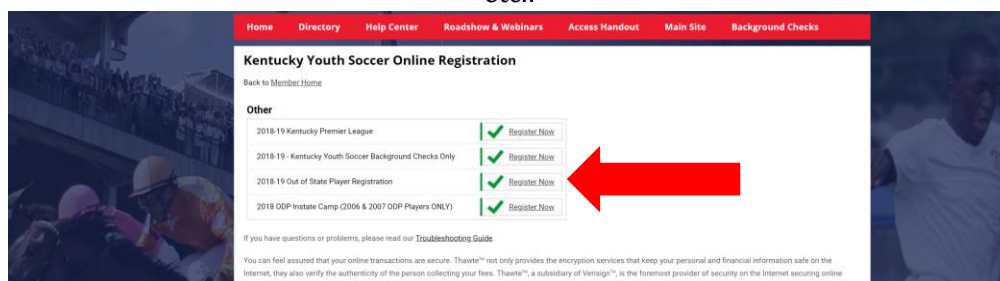 Home Directory Help Center Roadshow & Webinars Access Handout Main Site Background Checks
Kentucky Youth Soccer Online Registration
Back to Member Home
Other
2018-19 Kentucky Premier League Register Now
2018-19 - Kentucky Youth Soccer Background Checks Only Register Now
2018-19 Out of State Player Registration Register Now
2018 ODP Instate Camp (2006 & 2007 ODP Players ONLY) Register Now
If you have questions or problems, please read our Troubleshooting Guide
You can feel assured that your online transactions are secure. Thawte™ not only provides the encryption services that keep your personal and financial information safe on the
Internet, they also verify the authenticity of the person collecting your fees. Thawte™, a subsidiary of Verisign™, is the foremost provider of security on the Internet securing online